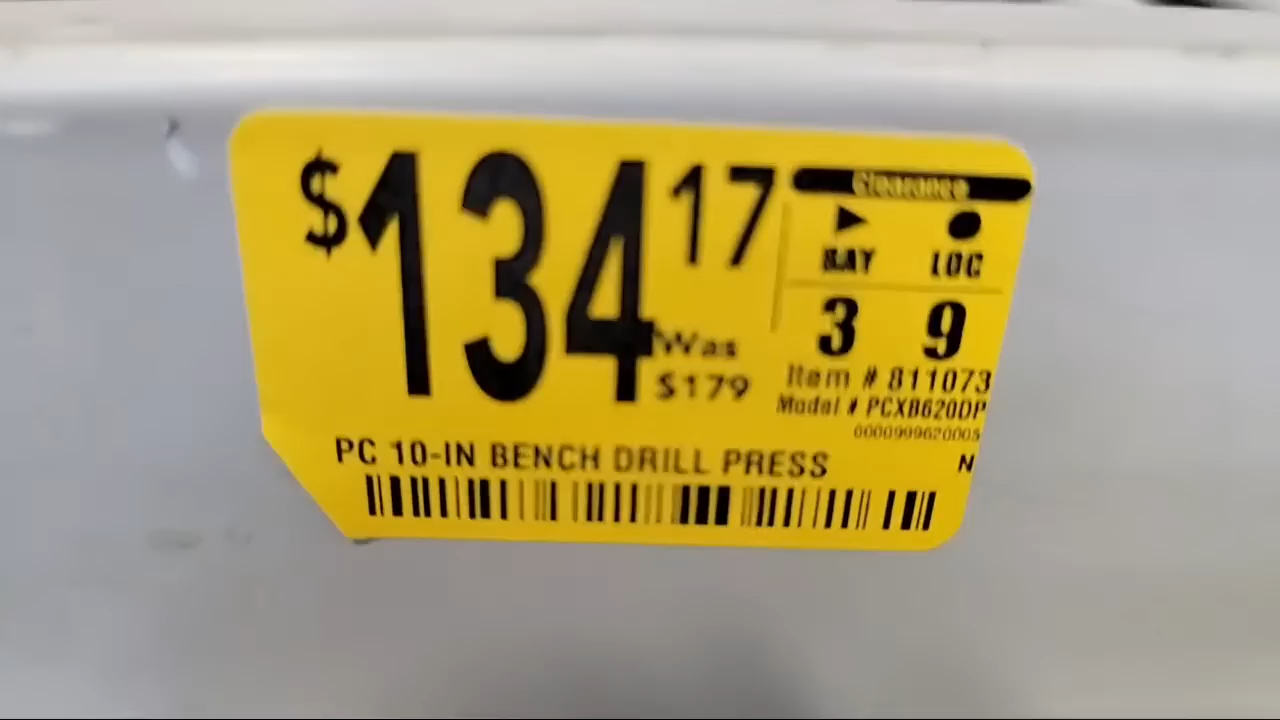 $134 17
Was
$179
Clearance
BAY LOC
3 9
Item # 811073
Model # PCXB620DP
0000999620005
PC 10-IN BENCH DRILL PRESS
N